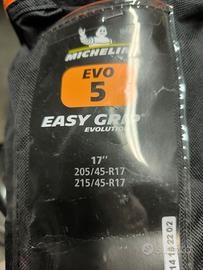 MICHELIN
EVO
5
EASY GRIP
EVOLUTION
17"
205/45-R17
215/45-R17